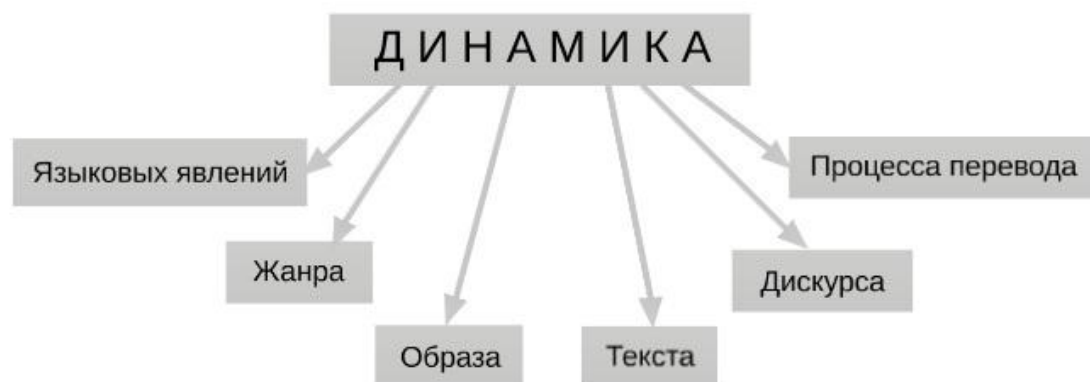 ДИНАМИКА
Языковых явлений
Процесса перевода
Жанра
Дискурса
Образа
Текста